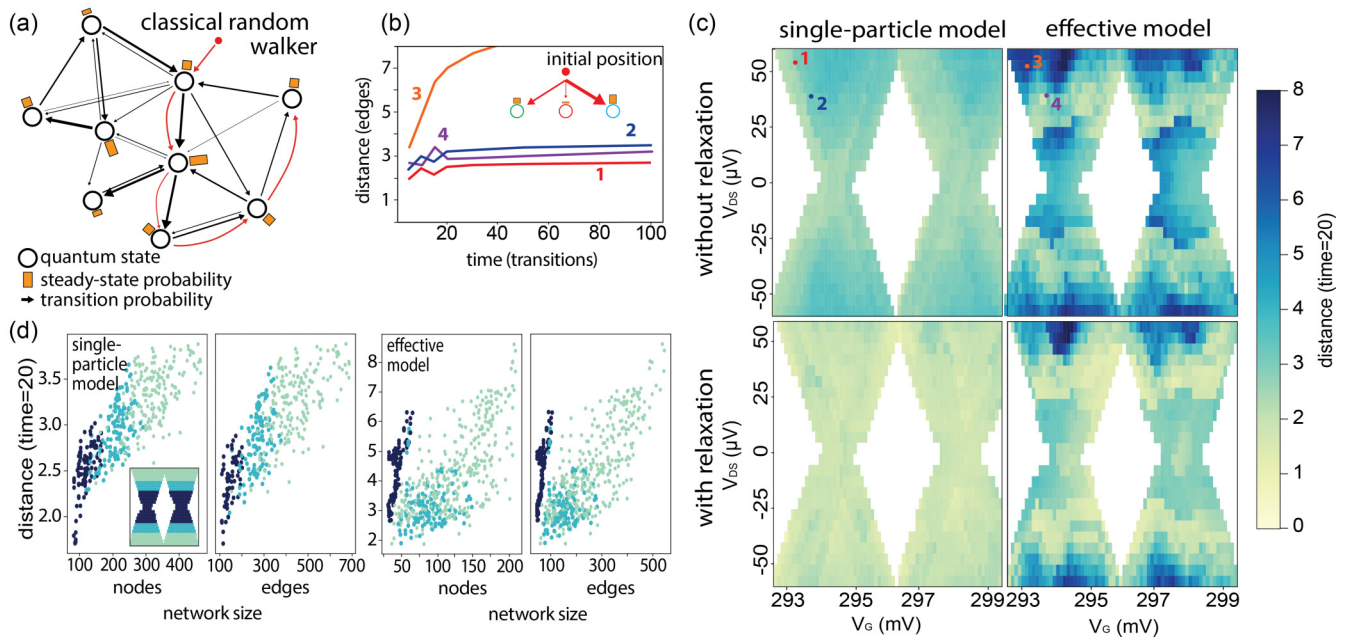 (a)
classical random
walker
quantum state
steady-state probability
transition probability
(b)
distance (edges)
7
5
3
1
20
40
60
80
100
time (transitions)
initial position
3
4
2
1
(c)
single-particle model
effective model
without relaxation
with relaxation
V_DS (μV)
50
25
0
-25
-50
1
2
3
4
V_DS (μV)
50
25
0
-25
-50
293
295
297
299
V_G (mV)
293
295
297
299
V_G (mV)
8
7
6
5
4
3
2
1
0
distance (time=20)
(d)
distance (time=20)
3.5
3.0
2.5
2.0
single-
particle
model
100
200
300
400
nodes
100
300
500
700
edges
network size
effective
model
8
7
6
5
4
3
2
50
100
150
200
nodes
100
300
500
edges
network size